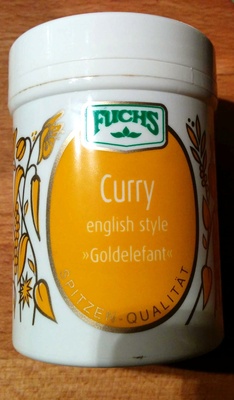 FUCHS
Curry
english style
»Goldelefant«
SPITZEN-QUALITÄT